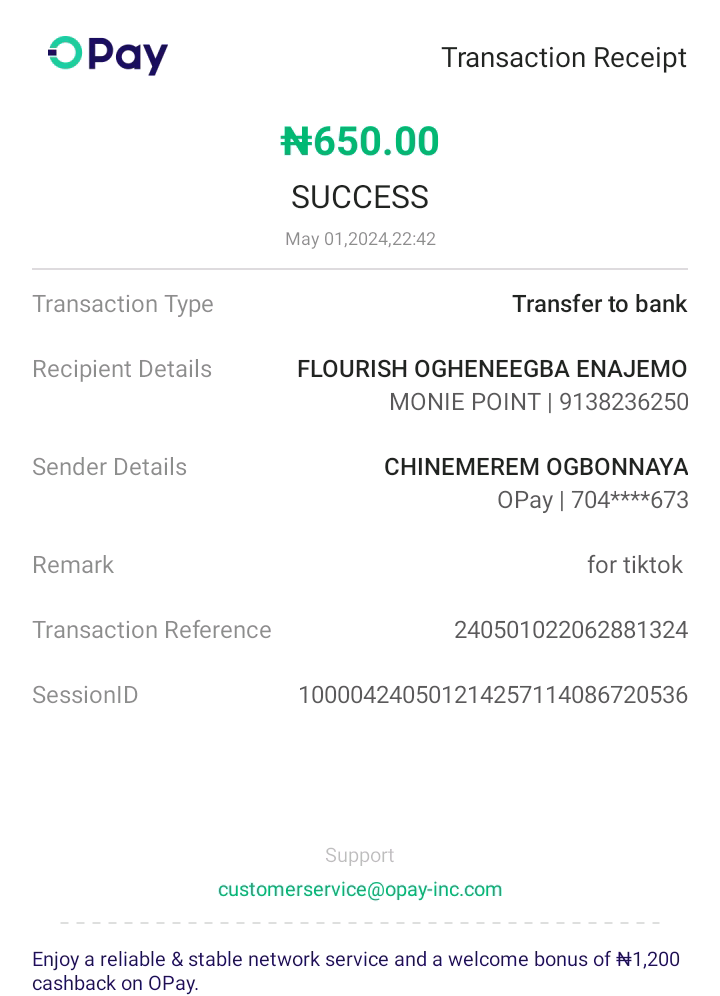 OPay
Transaction Receipt
₦650.00
SUCCESS
May 01,2024,22:42
Transaction Type Transfer to bank
Recipient Details FLOURISH OGHENEEGBA ENAJEMO
MONIE POINT | 9138236250
Sender Details CHINEMEREM OGBONNAYA
OPay | 704****673
Remark for tiktok
Transaction Reference 240501022062881324
SessionID 100004240501214257114086720536
Support
customerservice@opay-inc.com
Enjoy a reliable & stable network service and a welcome bonus of ₦1,200
cashback on OPay.